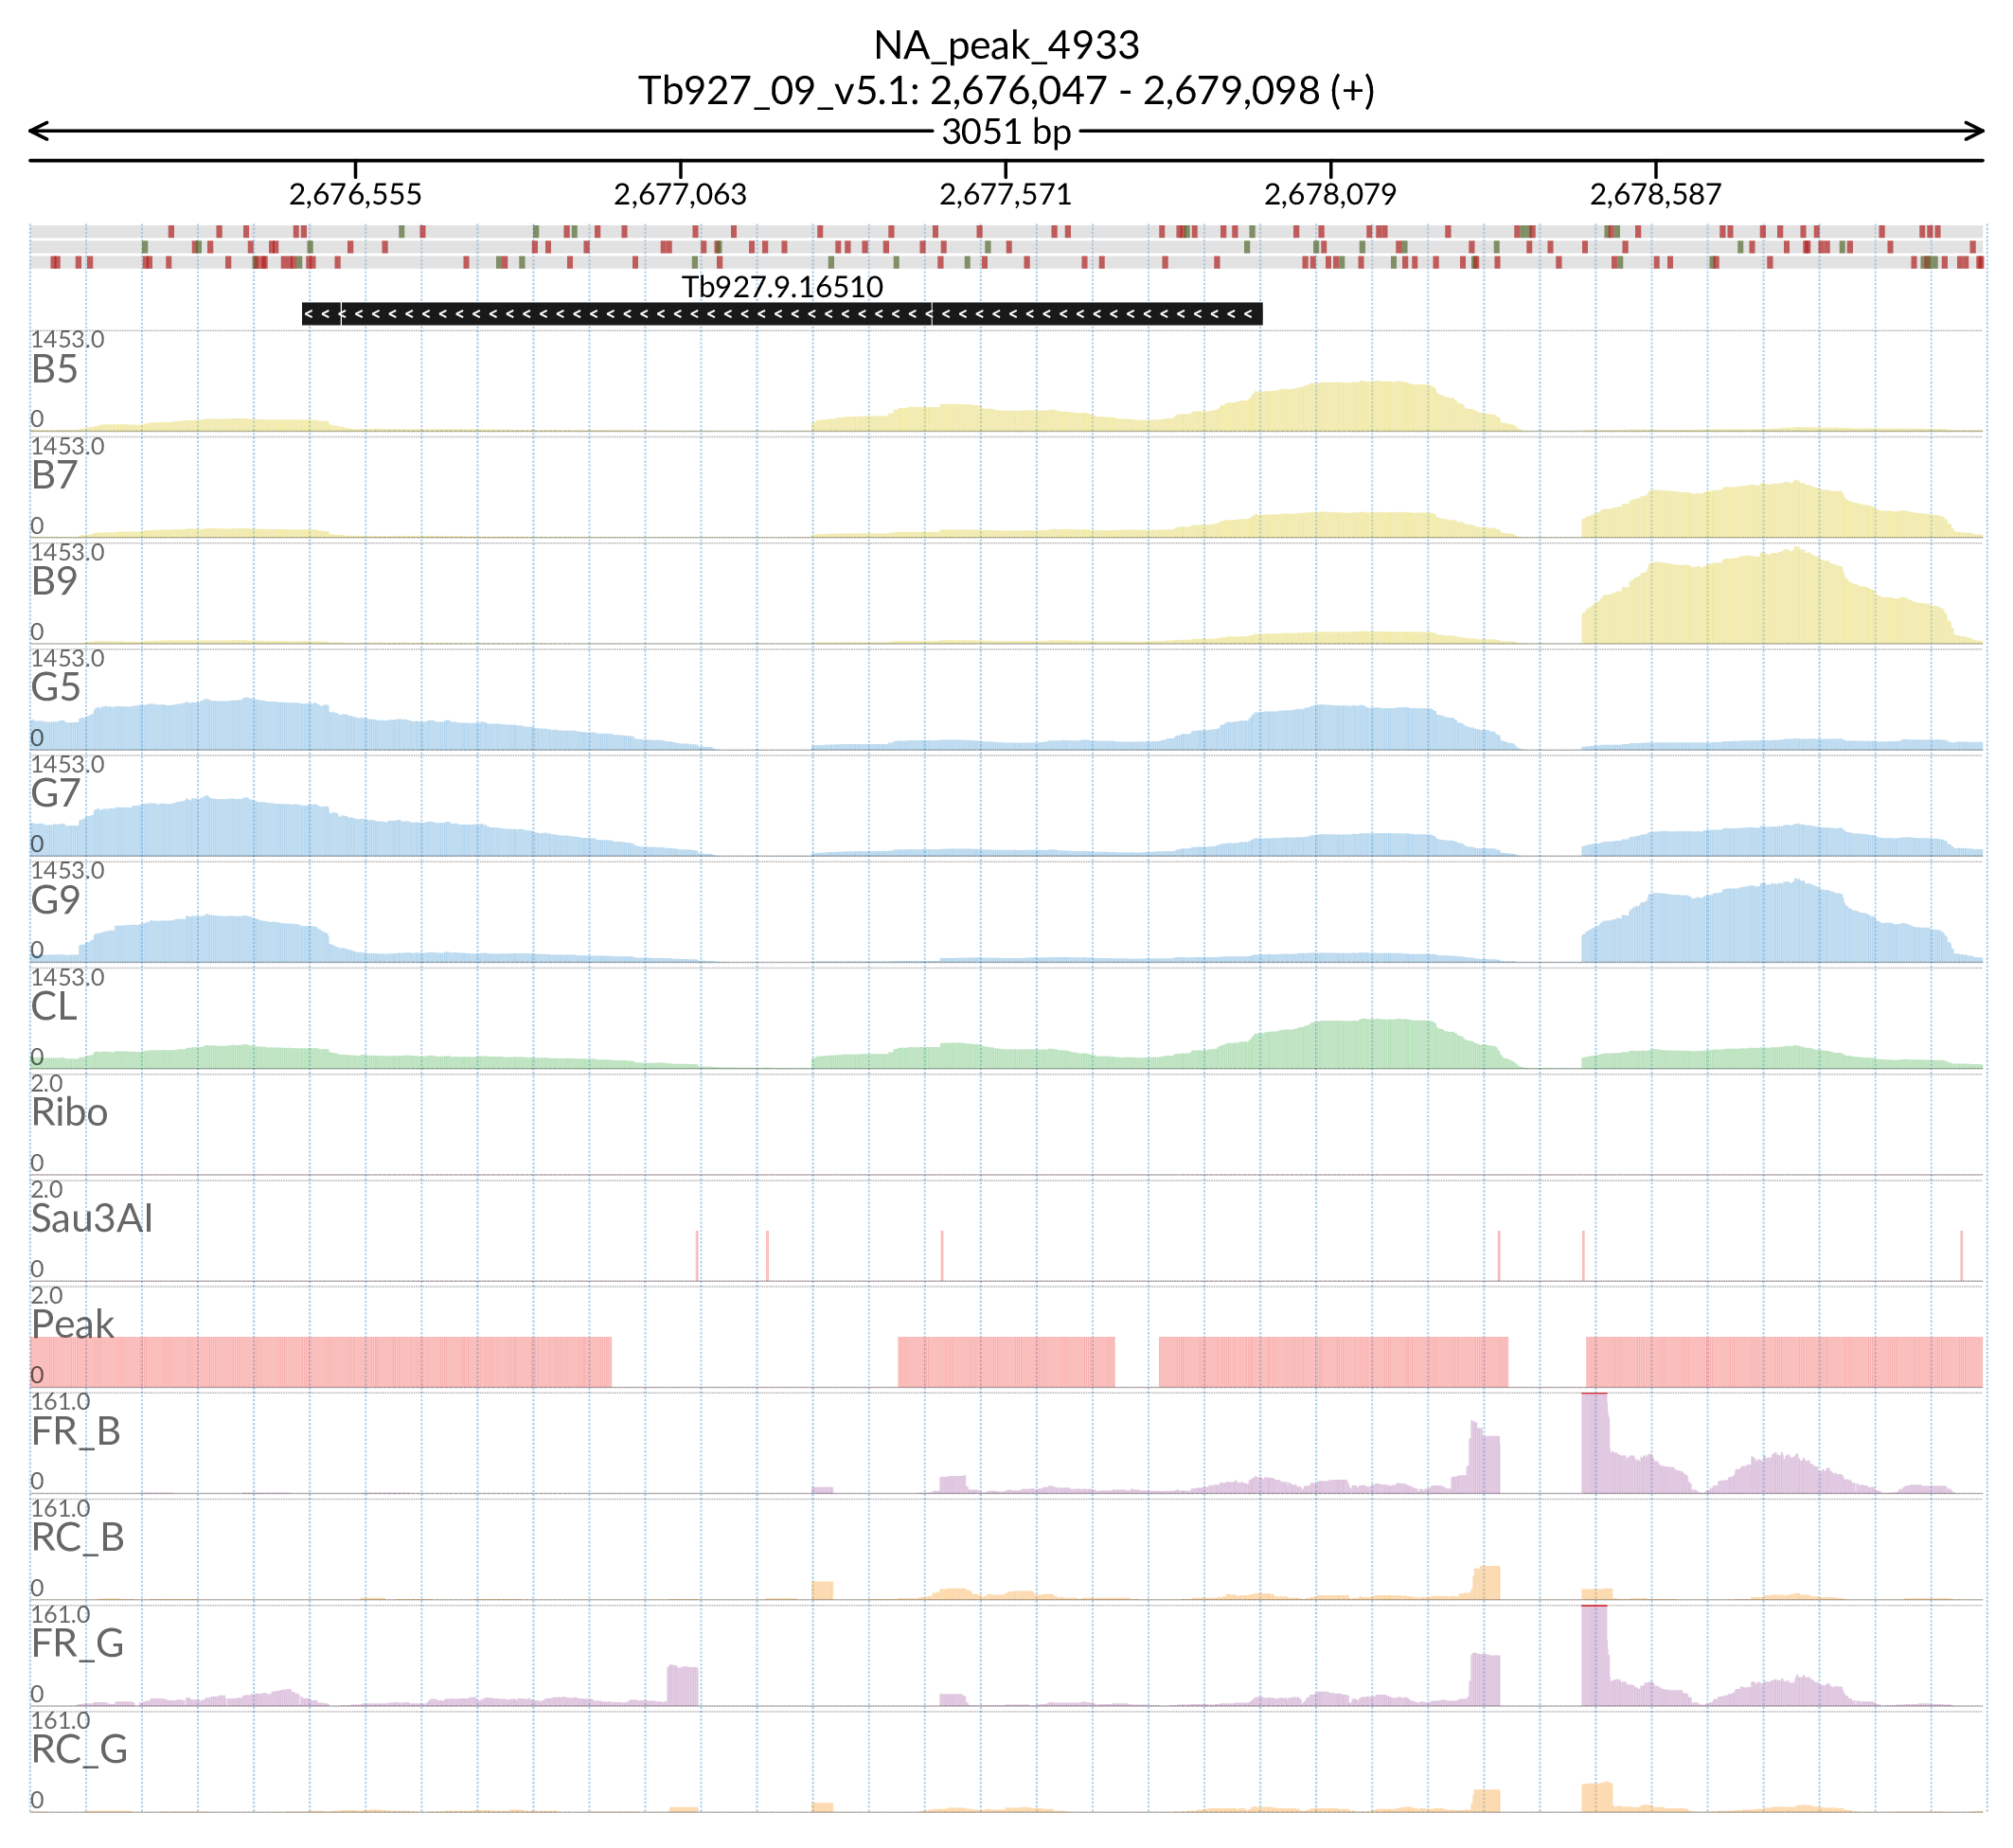 NA_peak_4933
Tb927_09_v5.1: 2,676,047 - 2,679,098 (+)
3051 bp
2,676,555 2,677,063 2,677,571 2,678,079 2,678,587
Tb927.9.16510
1453.0
B5
0
1453.0
B7
0
1453.0
B9
0
1453.0
G5
0
1453.0
G7
0
1453.0
G9
0
1453.0
CL
0
2.0
Ribo
0
2.0
Sau3AI
0
2.0
Peak
0
161.0
FR_B
0
161.0
RC_B
0
161.0
FR_G
0
161.0
RC_G
0